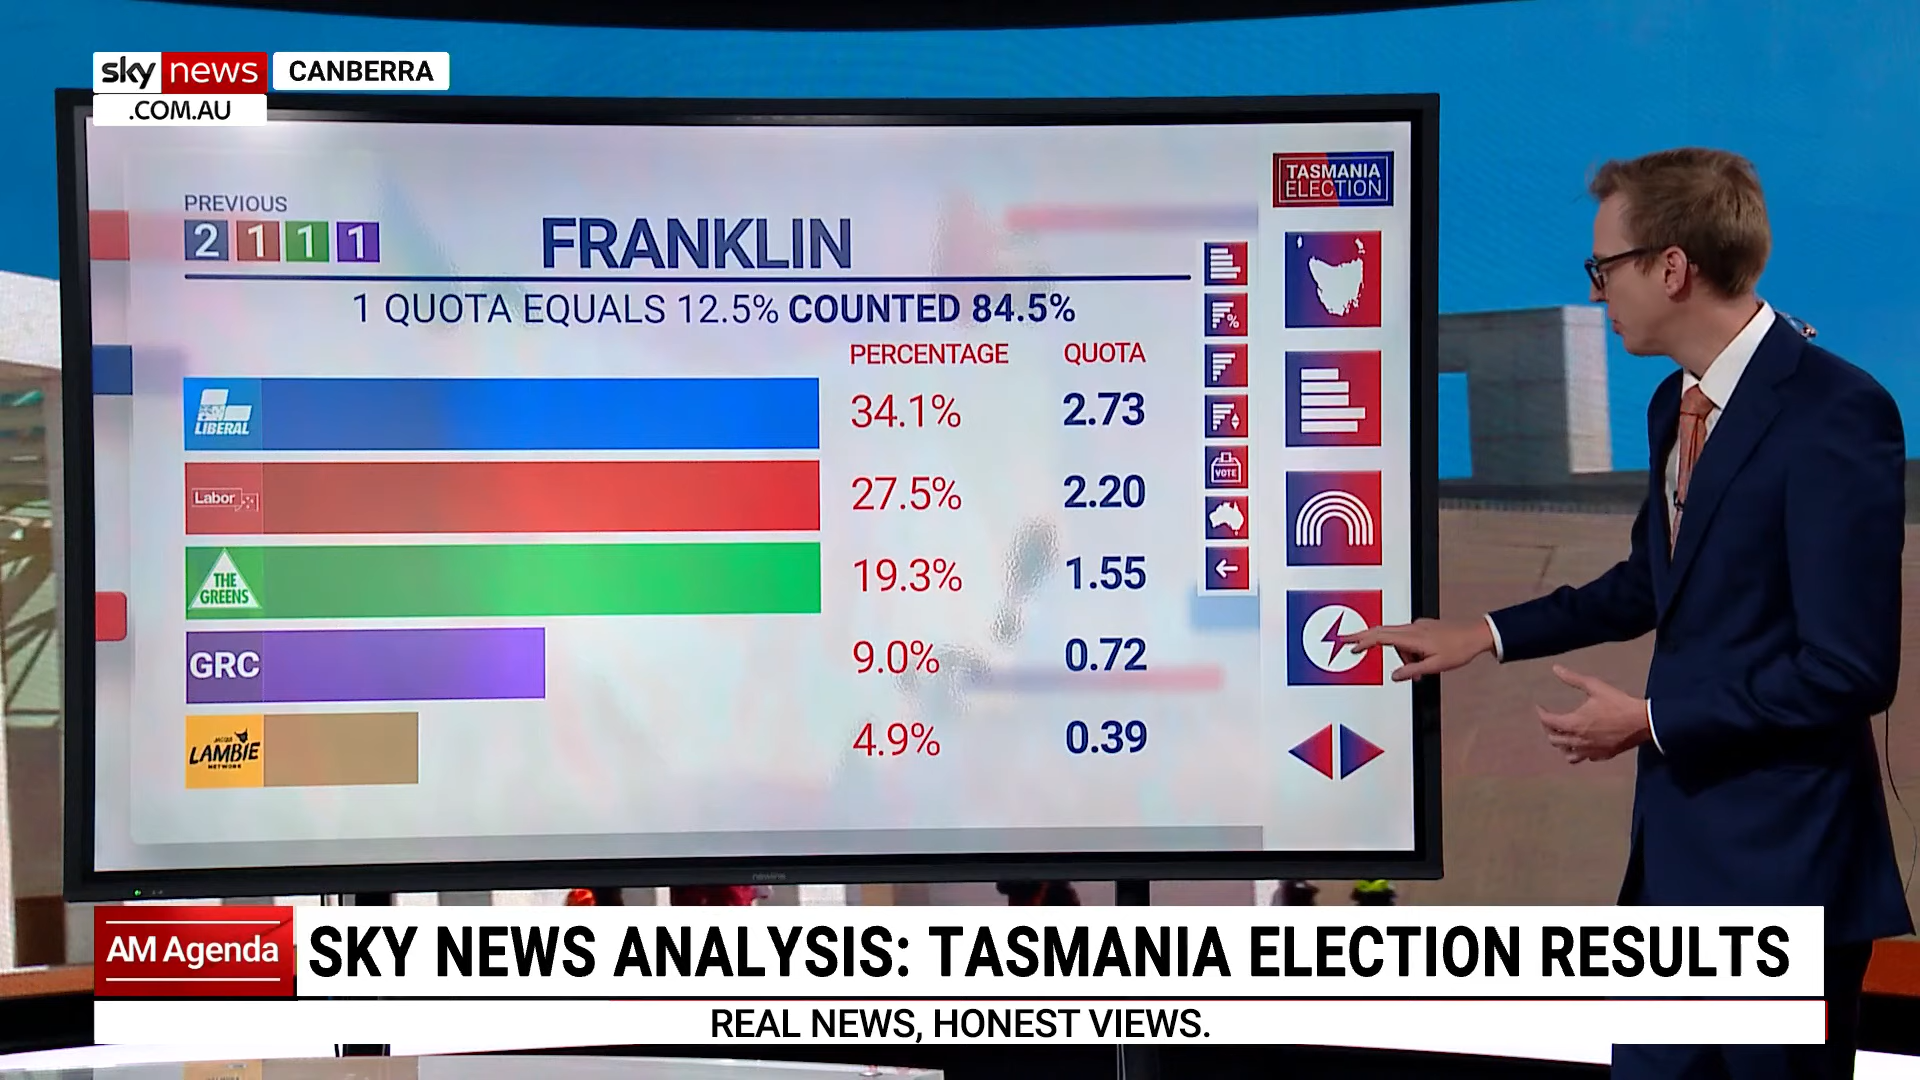 sky news CANBERRA
.COM.AU
TASMANIA
ELECTION
PREVIOUS
2 1 1 1
FRANKLIN
1 QUOTA EQUALS 12.5% COUNTED 84.5%
PERCENTAGE QUOTA
LIBERAL 34.1% 2.73
Labor 27.5% 2.20
THE
GREENS 19.3% 1.55
GRC 9.0% 0.72
JACQUI
LAMBIE
NETWORK 4.9% 0.39
%
VOTE
AM Agenda SKY NEWS ANALYSIS: TASMANIA ELECTION RESULTS
REAL NEWS, HONEST VIEWS.